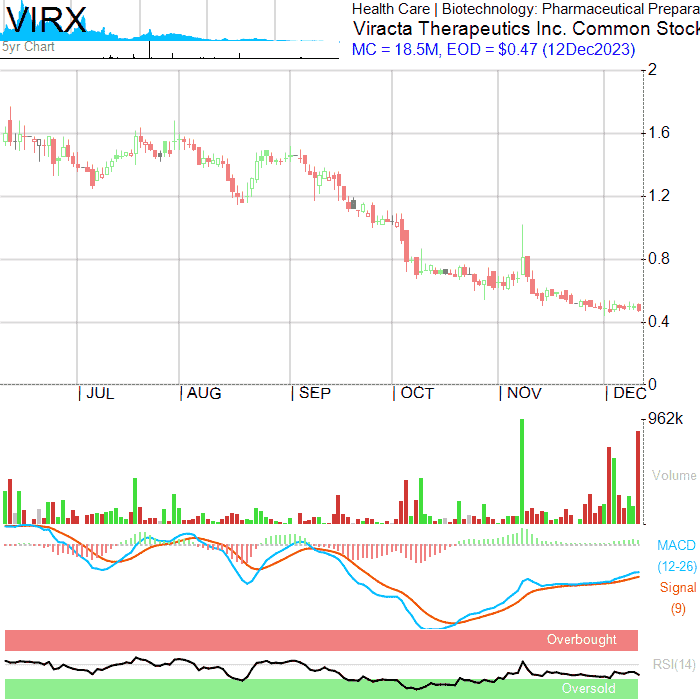 VIRX
5yr Chart
Health Care | Biotechnology: Pharmaceutical Prepara
Viracta Therapeutics Inc. Common Stock
MC = 18.5M, EOD = $0.47 (12Dec2023)
2
1.6
1.2
0.8
0.4
0
| JUL | AUG | SEP | OCT | NOV | DEC
962k
Volume
MACD
(12-26)
Signal
(9)
Overbought
RSI(14)
Oversold